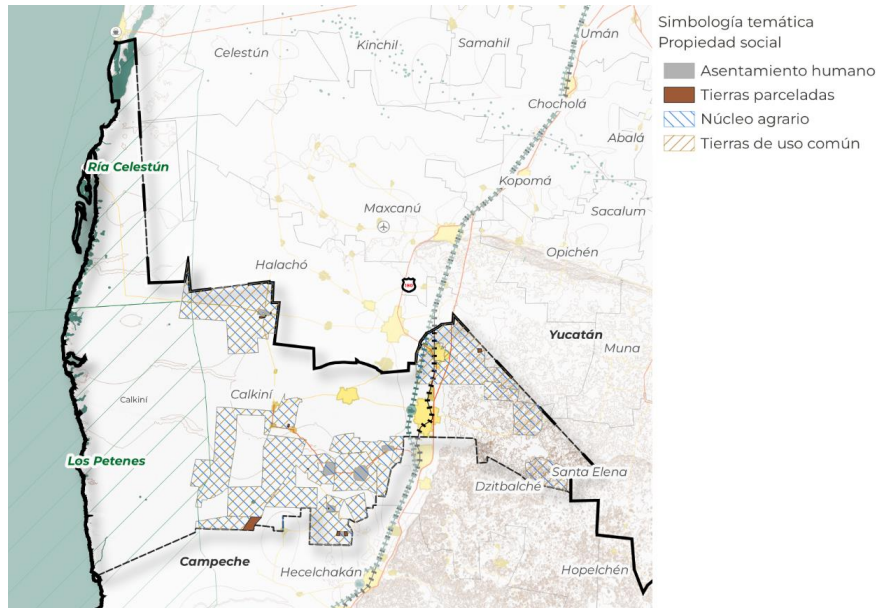 Simbología temática
Propiedad social
Asentamiento humano
Tierras parceladas
Núcleo agrario
Tierras de uso común
Umán
Celestún
Kinchil
Samahil
Chocholá
Abalá
Ría Celestún
Kopomá
Maxcanú
Sacalum
Opichén
Halachó
Yucatán
Muna
Calkiní
Calkiní
Los Petenes
Santa Elena
Dzitbalché
Campeche
Hecelchakán
Hopelchén